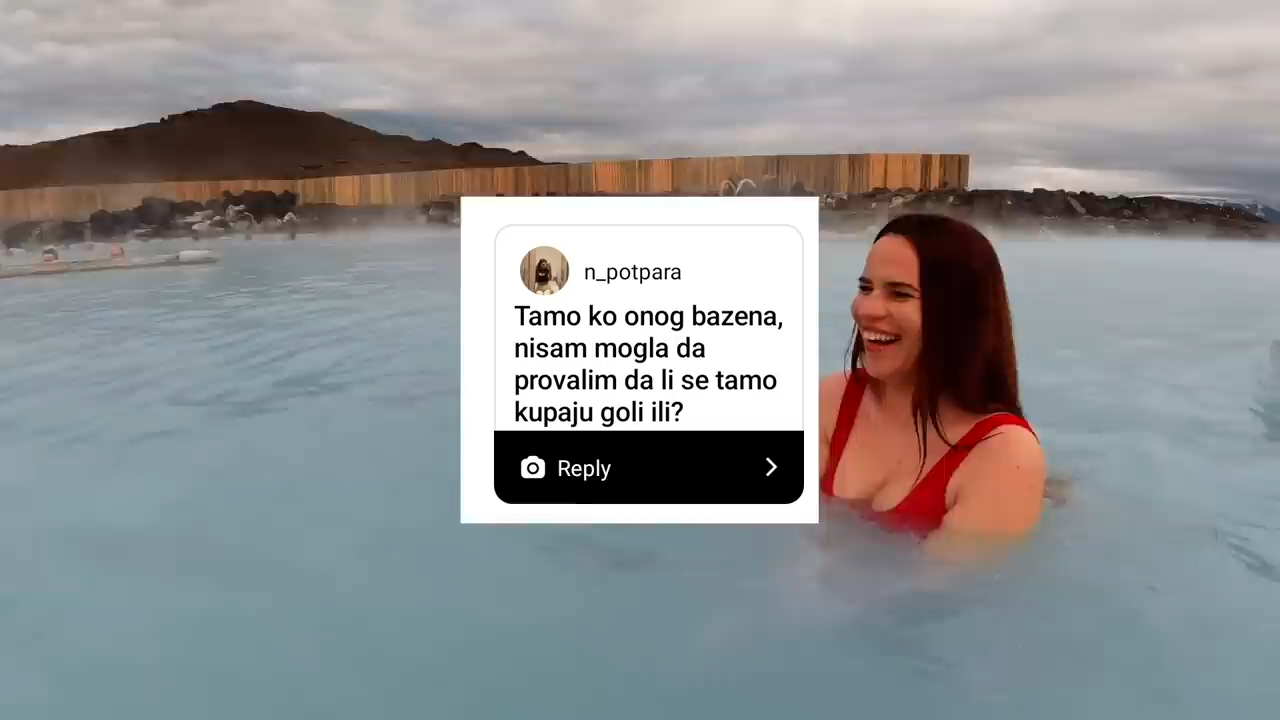 n_potpara
Tamo ko onog bazena,
nisam mogla da
provalim da li se tamo
kupaju goli ili?
Reply